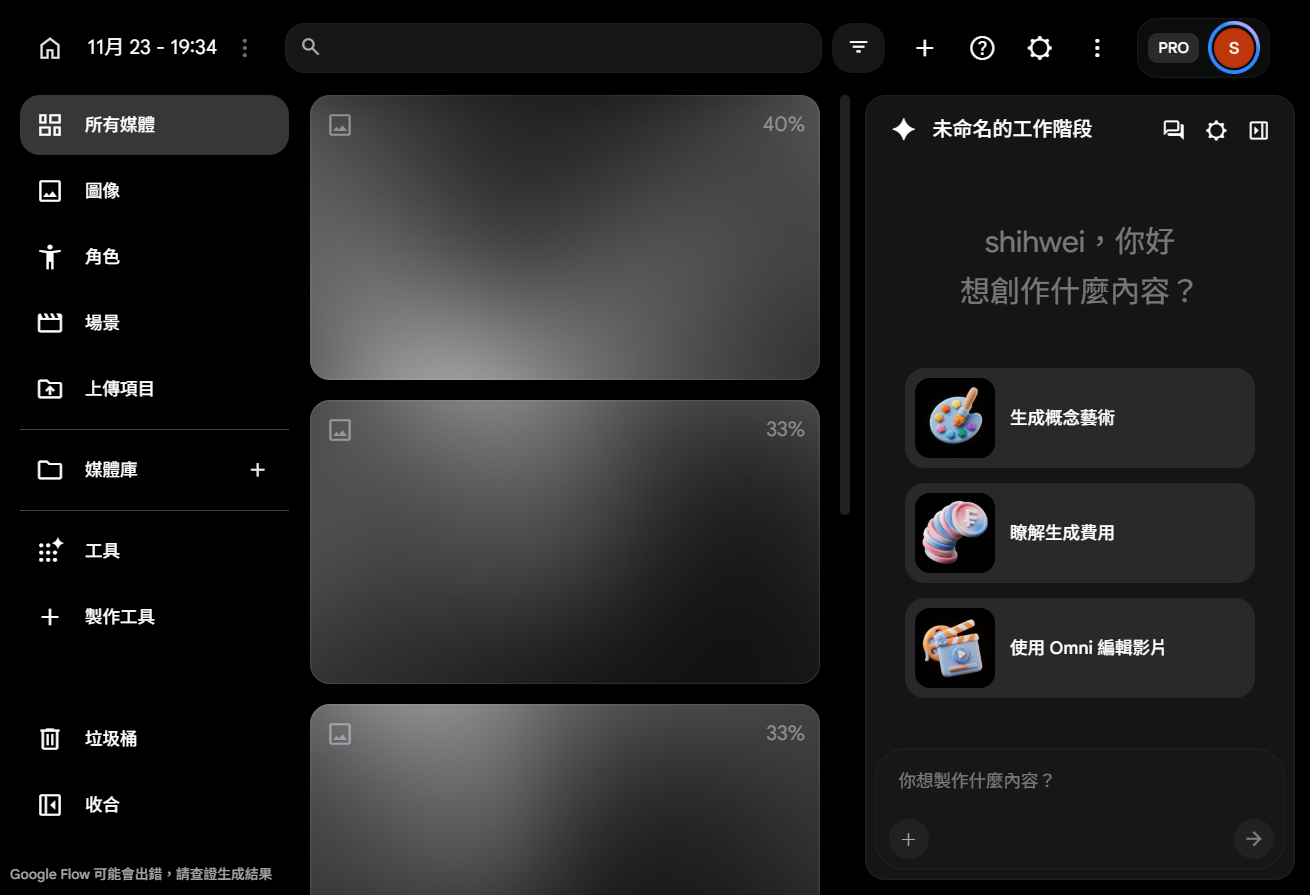 11月 23 - 19:34
PRO
S
所有媒體
圖像
角色
場景
上傳項目
媒體庫
工具
製作工具
垃圾桶
收合
Google Flow 可能會出錯，請查證生成結果
40%
33%
33%
未命名的工作階段
shihwei，你好
想創作什麼內容？
生成概念藝術
瞭解生成費用
使用 Omni 編輯影片
你想製作什麼內容？